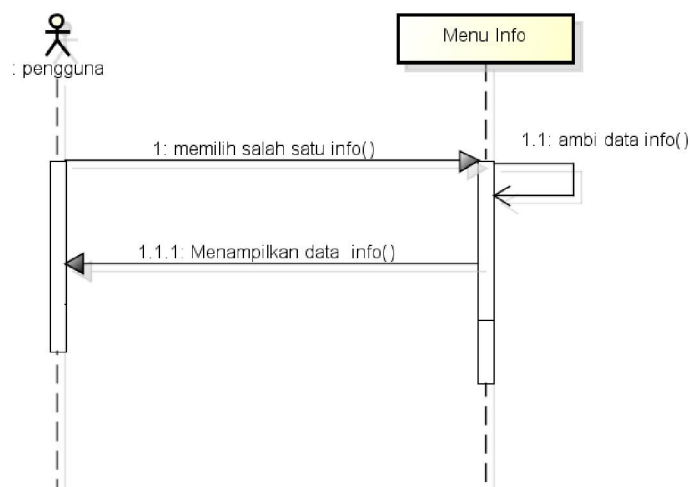 : pengguna
Menu Info
1: memilih salah satu info()
1.1: ambi data info()
1.1.1: Menampilkan data info()